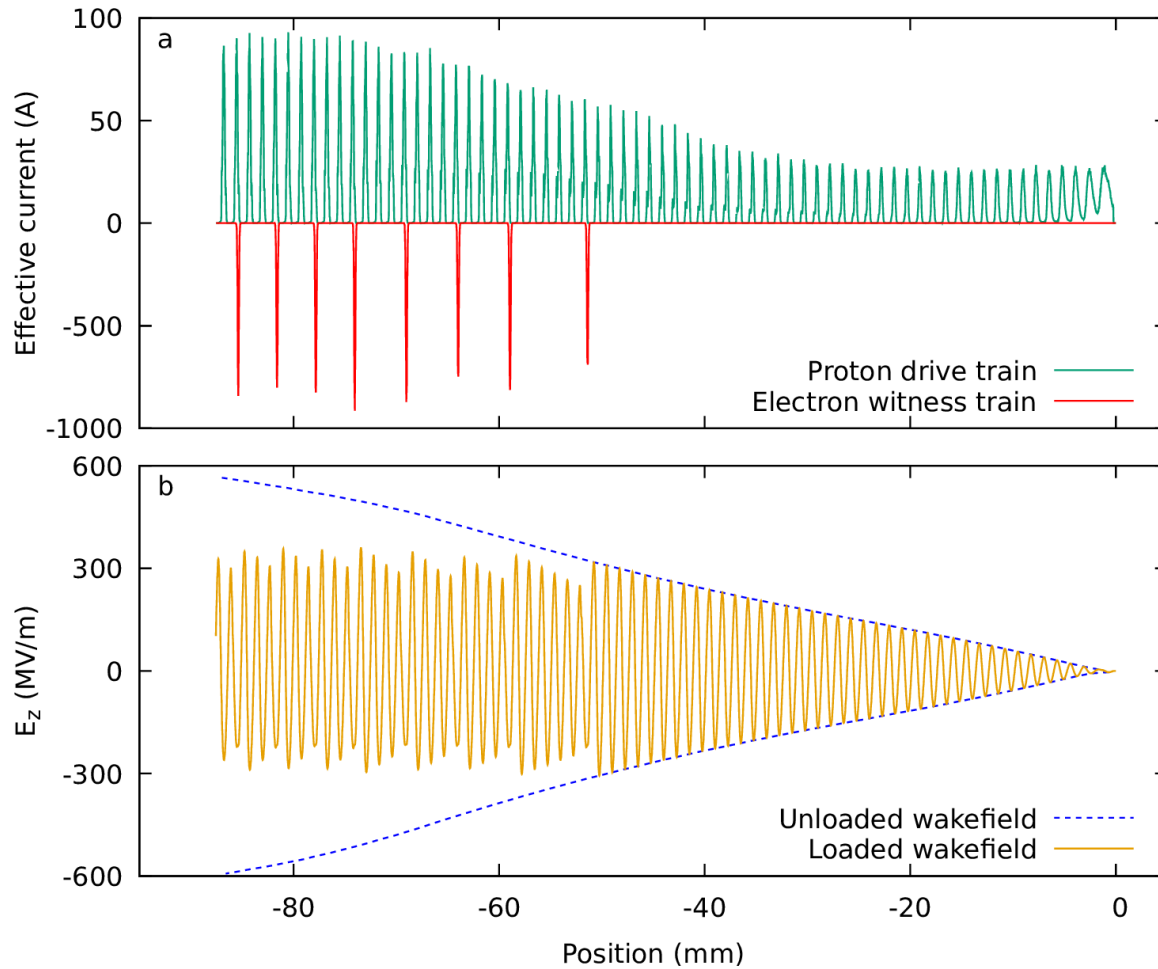 a
100
50
0
-500
-1000
Effective current (A)
Proton drive train
Electron witness train
b
600
300
0
-300
-600
E_z (MV/m)
Unloaded wakefield
Loaded wakefield
-80
-60
-40
-20
0
Position (mm)